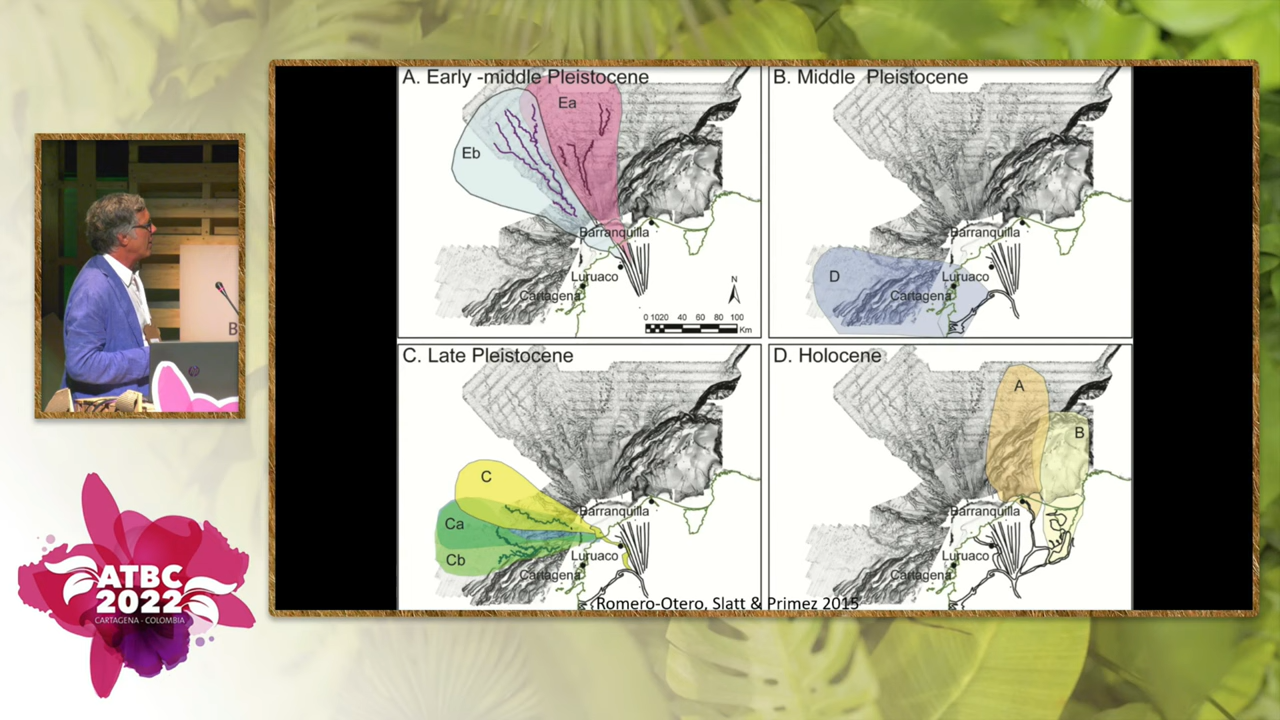 A. Early -middle Pleistocene
Ea
Eb
Barranquilla
Luruaco
Cartagena
N
0 1020 40 60 80 100
Km
B. Middle Pleistocene
Barranquilla
D
Luruaco
Cartagena
C. Late Pleistocene
C
Ca
Cb
Barranquilla
Luruaco
Cartagena
D. Holocene
A
B
Barranquilla
Luruaco
Cartagena
Romero-Otero, Slatt & Primez 2015
B
ATBC
2022
CARTAGENA - COLOMBIA